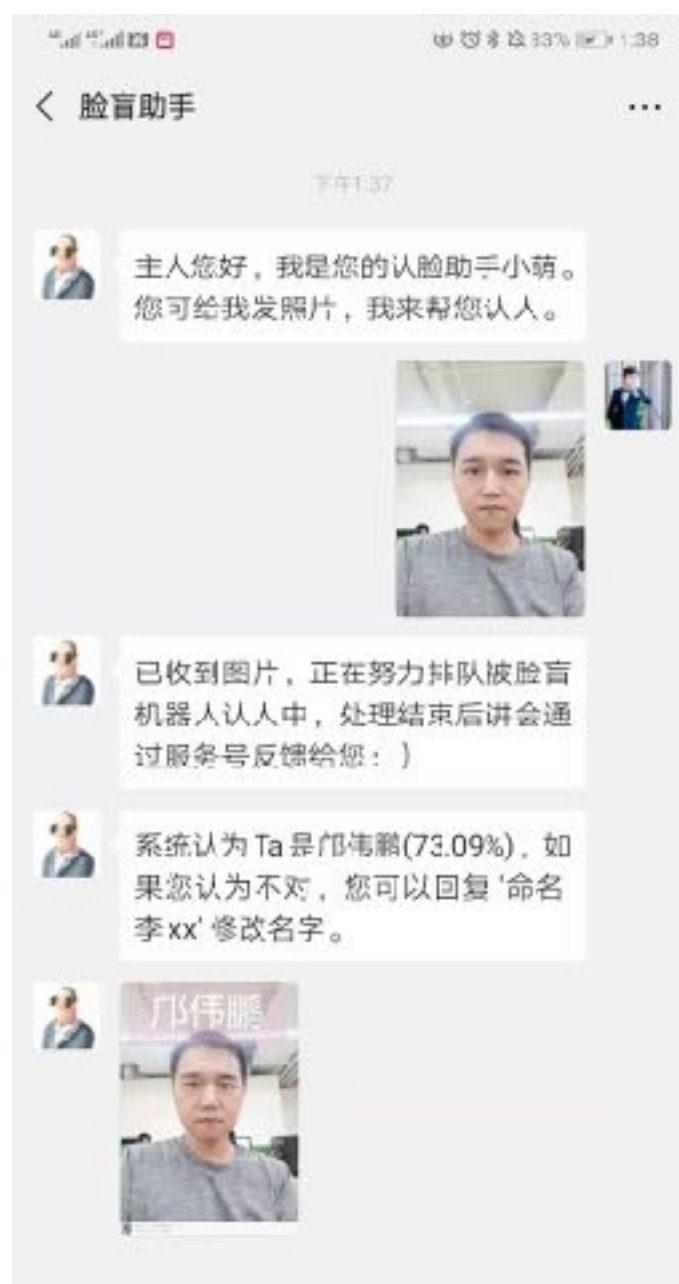 33% 1:38
脸盲助手
下午1:37
主人您好，我是您的认脸助手小萌。
您可给我发照片，我来帮您认人。
已收到图片，正在努力排队被脸盲
机器人认人中，处理结束后讲会通
过服务号反馈给您：）
系统认为 Ta 是邝伟鹏(73.09%)，如
果您认为不对，您可以回复 '命名
李xx' 修改名字。
邝伟鹏